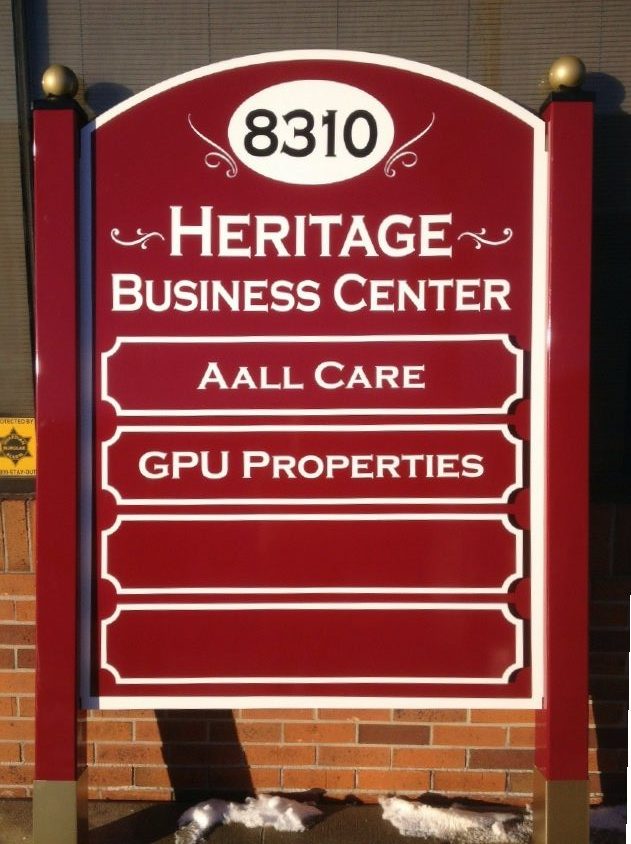 8310
HERITAGE
BUSINESS CENTER
AALL CARE
GPU PROPERTIES